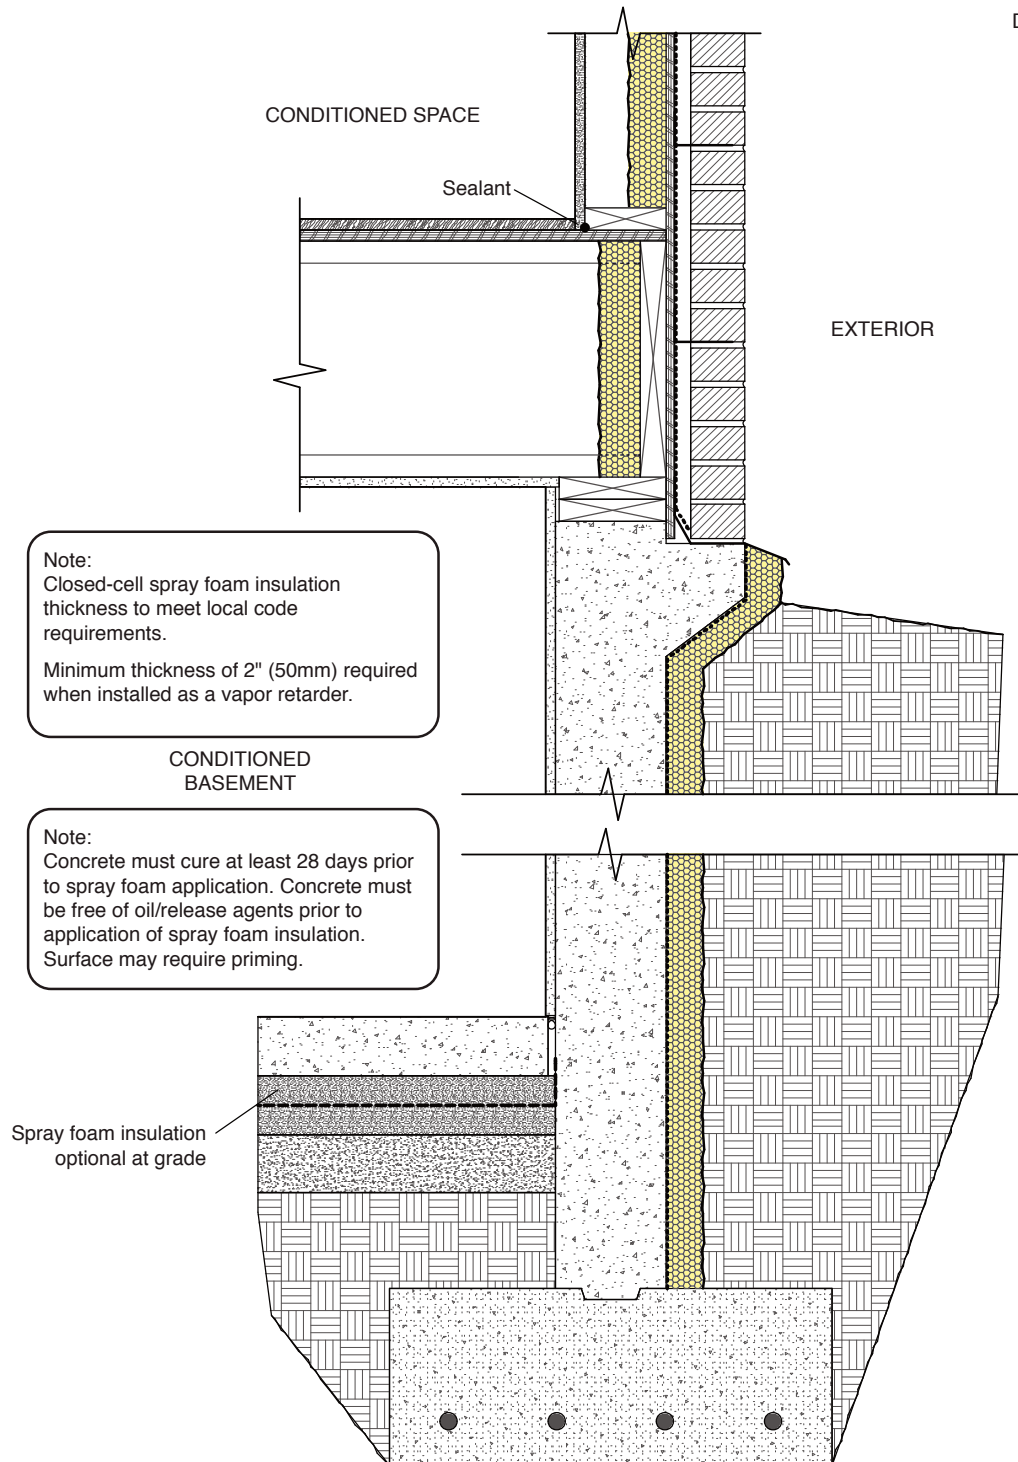 D
CONDITIONED SPACE
Sealant
EXTERIOR
Note:
Closed-cell spray foam insulation
thickness to meet local code
requirements.
Minimum thickness of 2" (50mm) required
when installed as a vapor retarder.
CONDITIONED
BASEMENT
Note:
Concrete must cure at least 28 days prior
to spray foam application. Concrete must
be free of oil/release agents prior to
application of spray foam insulation.
Surface may require priming.
Spray foam insulation
optional at grade